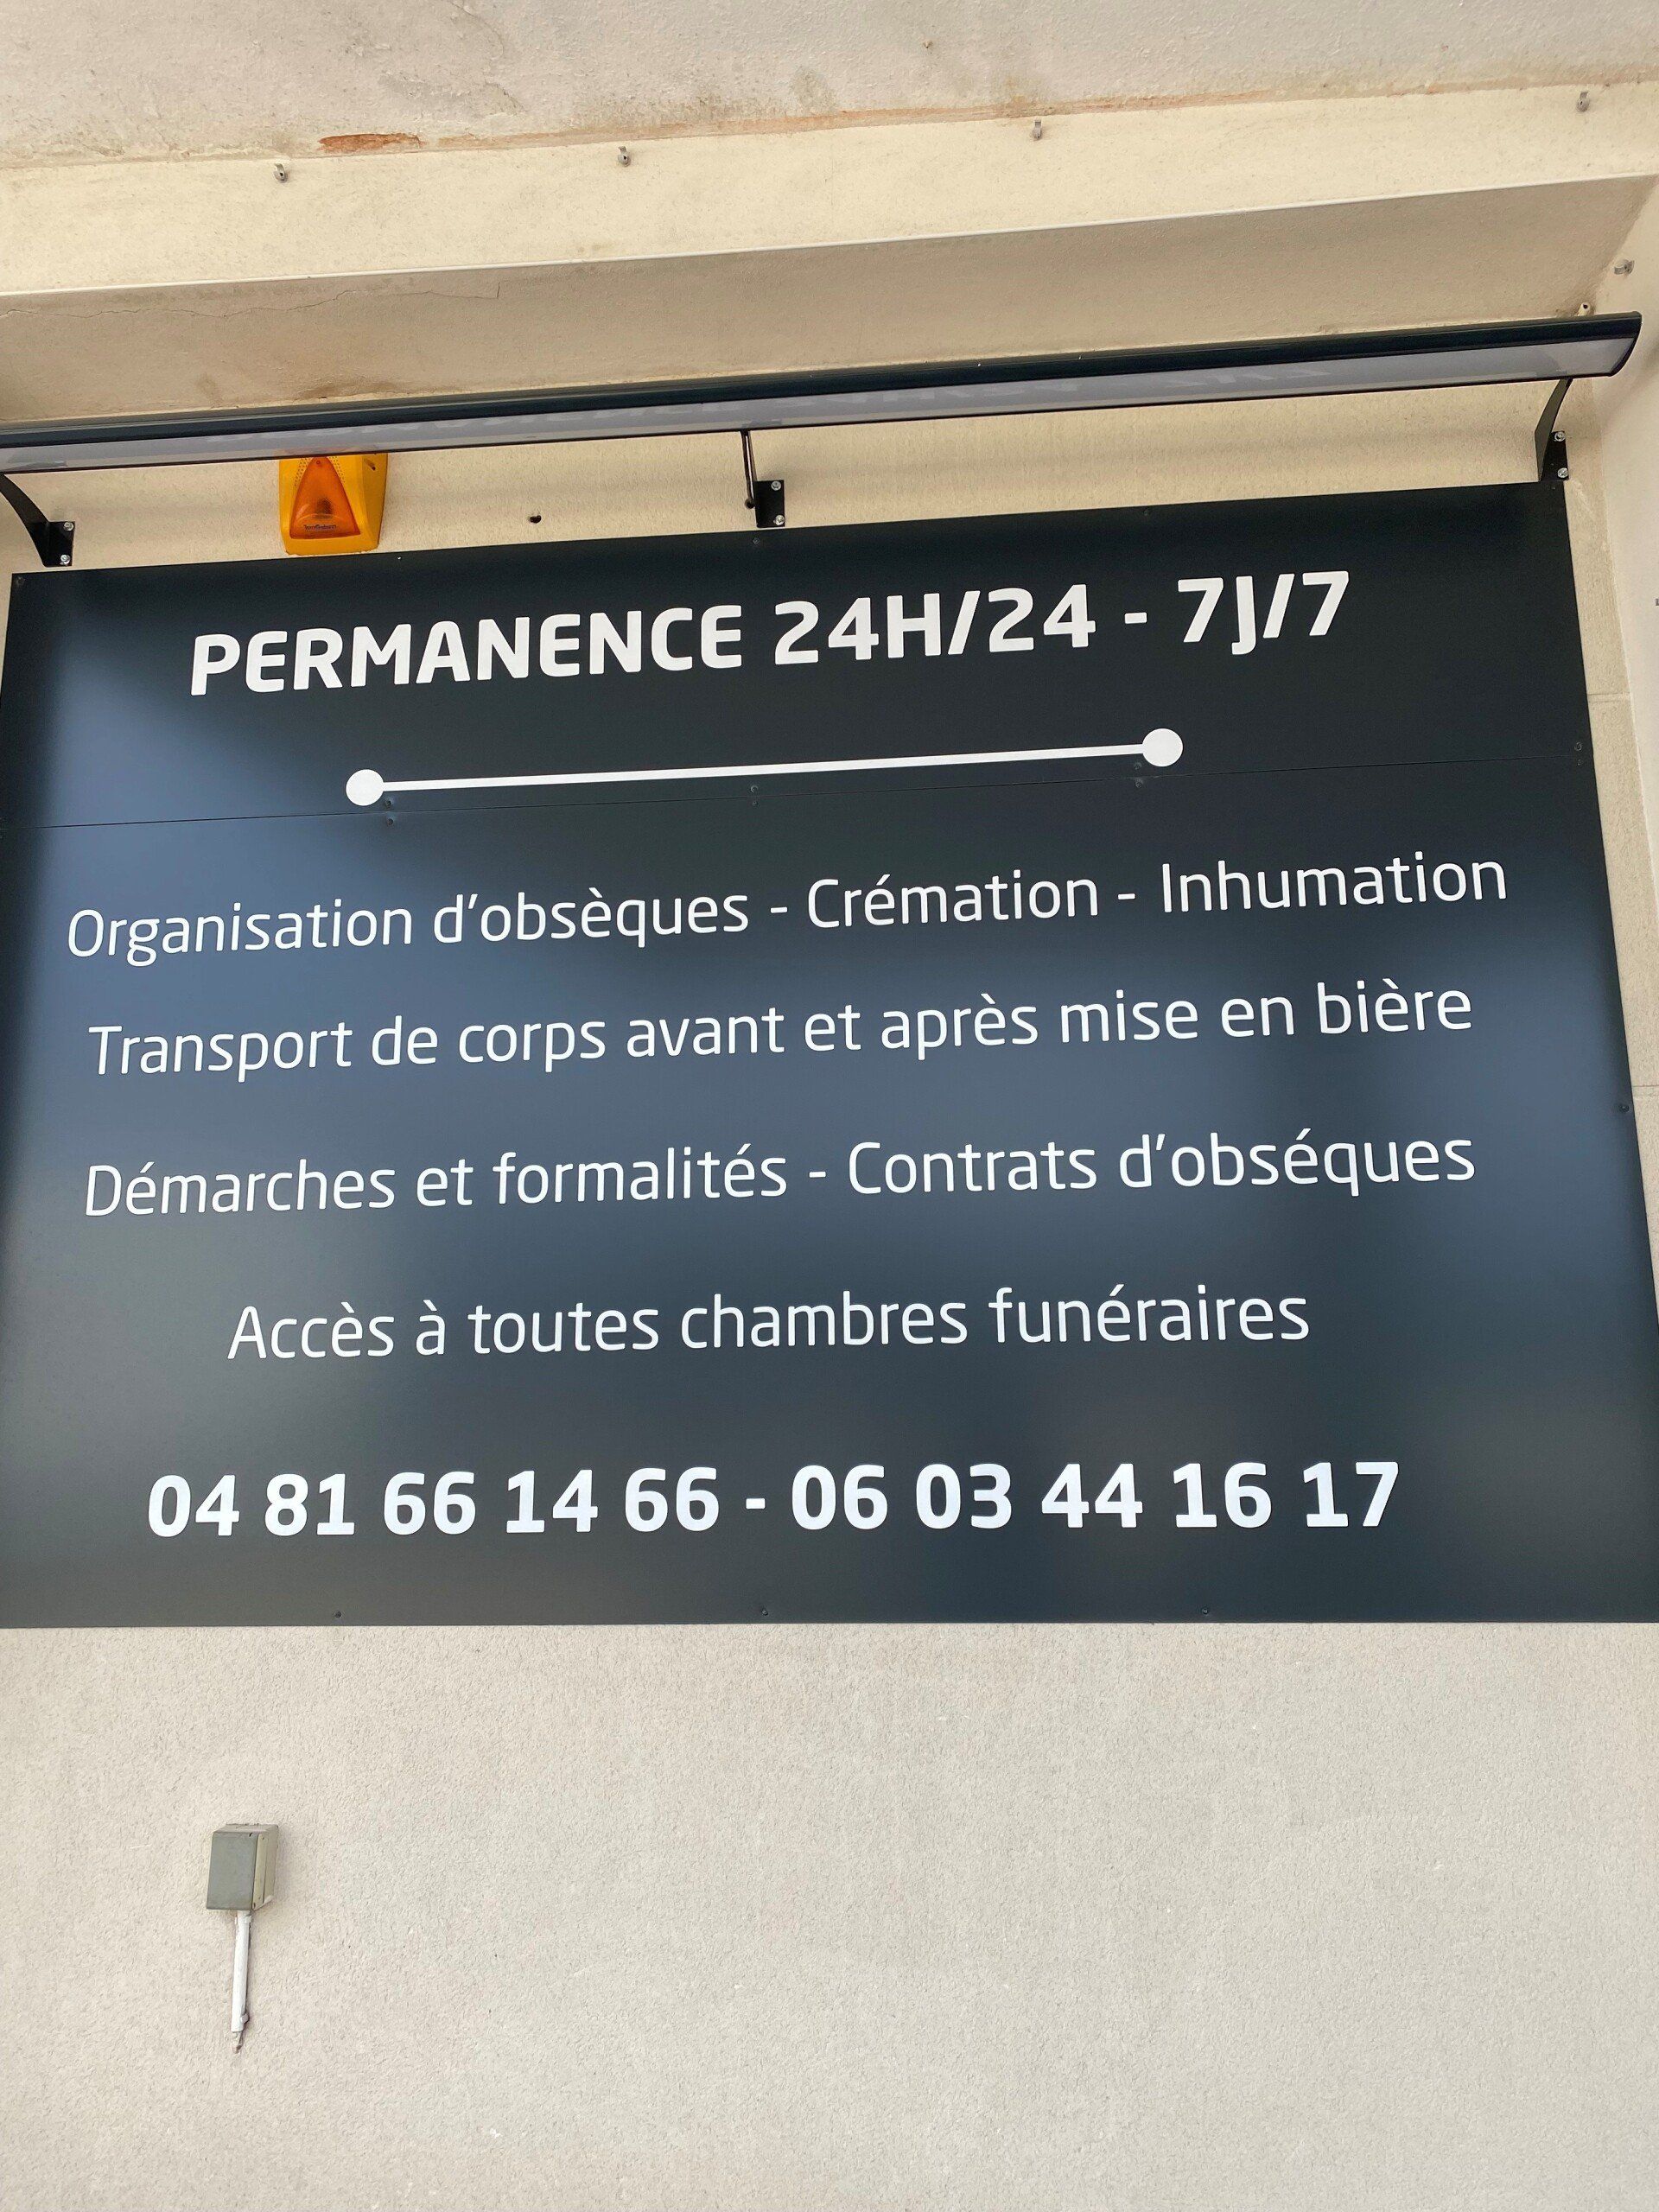 PERMANENCE 24H/24 - 7J/7
Organisation d'obsèques - Crémation - Inhumation
Transport de corps avant et après mise en bière
Démarches et formalités - Contrats d'obséques
Accès à toutes chambres funéraires
04 81 66 14 66 - 06 03 44 16 17